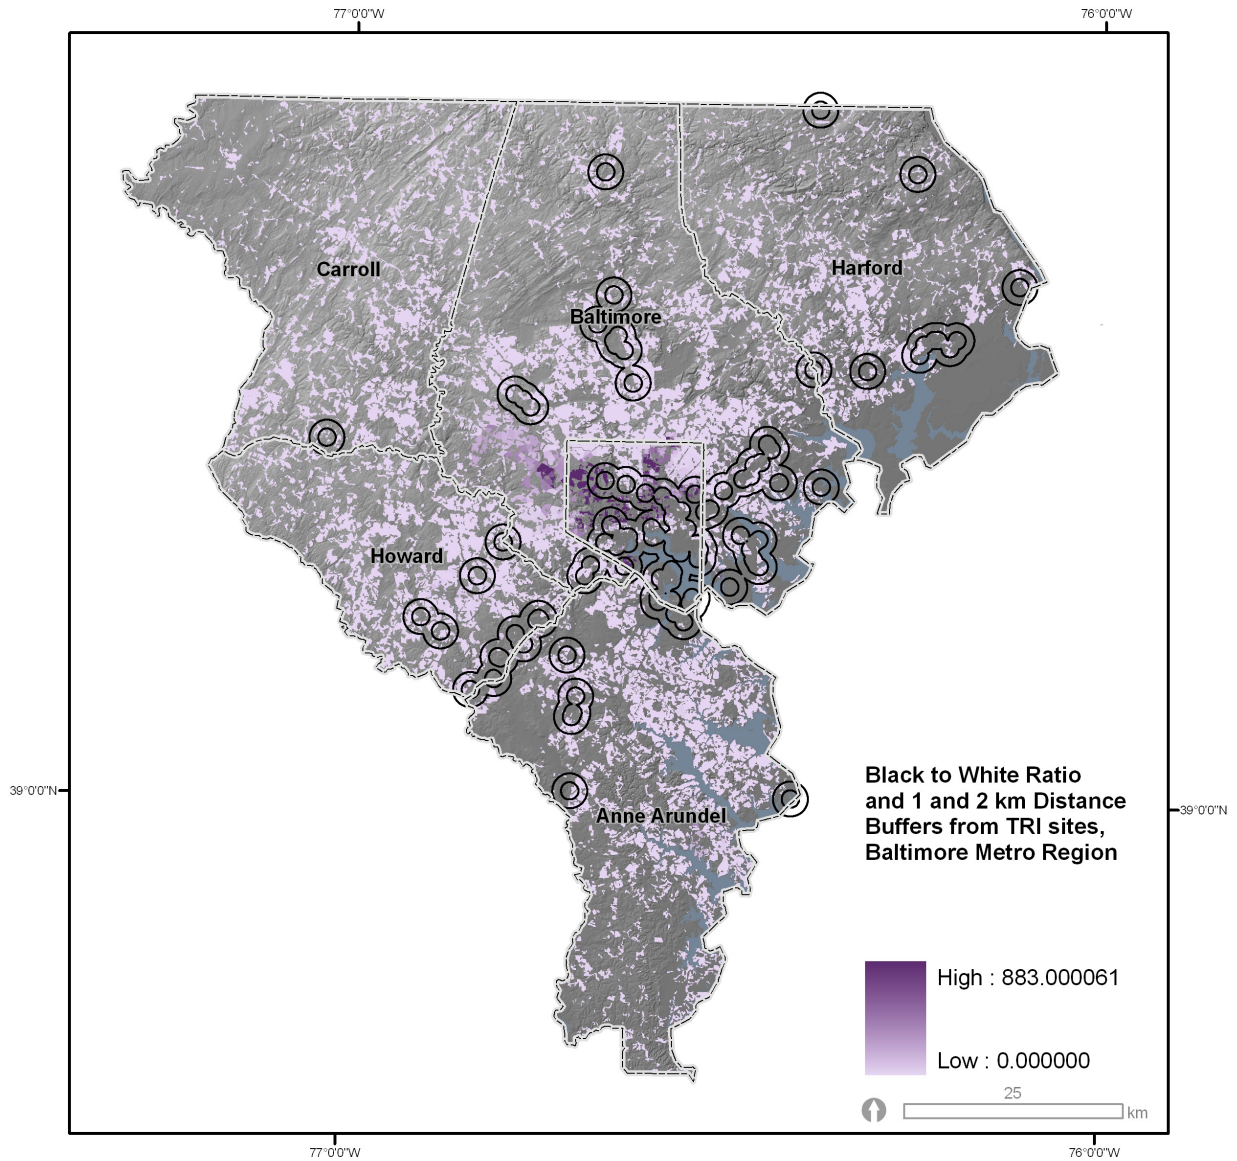 77°0'0"W
76°0'0"W
Carroll
Harford
Baltimore
Howard
Black to White Ratio
and 1 and 2 km Distance
Buffers from TRI sites,
Baltimore Metro Region
39°0'0"N
39°0'0"N
Anne Arundel
High : 883.000061
Low : 0.000000
25
km
77°0'0"W
76°0'0"W